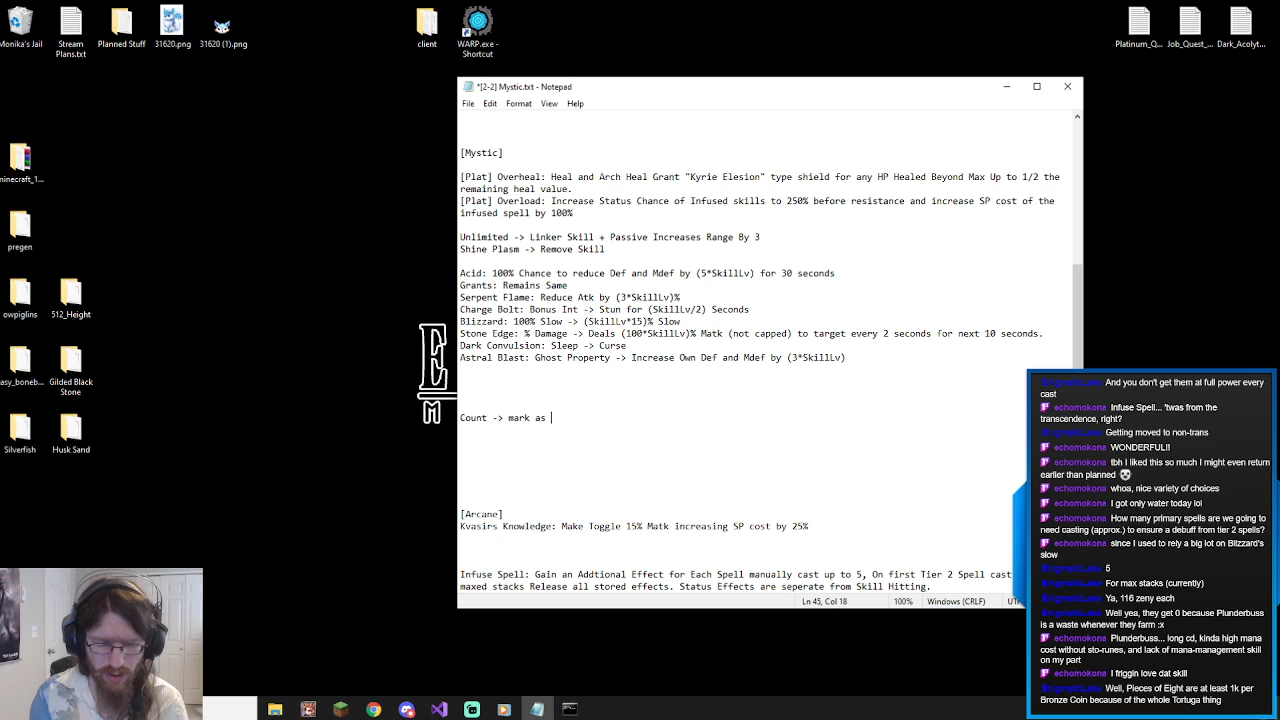 Monika's Jail
Stream Plans.txt
Planned Stuff
31620.png
31620 (1).png
client
WARP.exe - Shortcut
Platinum_Q...
Job_Quest_...
Dark_Acolyt...
minecraft_1...
pregen
owpiglins
512_Height
easy_boneb...
Gilded Black Stone
Silverfish
Husk Sand
E
M
*[2-2] Mystic.txt - Notepad
File Edit Format View Help
[Mystic]
[Plat] Overheal: Heal and Arch Heal Grant "Kyrie Elesion" type shield for any HP Healed Beyond Max Up to 1/2 the
remaining heal value.
[Plat] Overload: Increase Status Chance of Infused skills to 250% before resistance and increase SP cost of the
infused spell by 100%
Unlimited -> Linker Skill + Passive Increases Range By 3
Shine Plasm -> Remove Skill
Acid: 100% Chance to reduce Def and Mdef by (5*SkillLv) for 30 seconds
Grants: Remains Same
Serpent Flame: Reduce Atk by (3*SkillLv)%
Charge Bolt: Bonus Int -> Stun for (SkillLv/2) Seconds
Blizzard: 100% Slow -> (SkillLv*15)% Slow
Stone Edge: % Damage -> Deals (100*SkillLv)% Matk (not capped) to target every 2 seconds for next 10 seconds.
Dark Convulsion: Sleep -> Curse
Astral Blast: Ghost Property -> Increase Own Def and Mdef by (3*SkillLv)
Count -> mark as
[Arcane]
Kvasirs Knowledge: Make Toggle 15% Matk increasing SP cost by 25%
Infuse Spell: Gain an Addtional Effect for Each Spell manually cast up to 5, On first Tier 2 Spell cast
maxed stacks Release all stored effects. Status Effects are seperate from Skill Hitting.
Ln 45, Col 18
100%
Windows (CRLF)
UTF
And you don't get them at full power every
cast
echomokona Infuse Spell... 'twas from the
transcendence, right?
Getting moved to non-trans
echomokona WONDERFUL!!
echomokona tbh I liked this so much I might even return
earlier than planned
echomokona whoa, nice variety of choices
echomokona I got only water today lol
echomokona How many primary spells are we going to
need casting (approx.) to ensure a debuff from tier 2 spells?
echomokona since I used to rely a big lot on Blizzard's
slow
5
For max stacks (currently)
Ya, 116 zeny each
Well yea, they get 0 because Plunderbuss
is a waste whenever they farm :x
echomokona Plunderbuss... long cd, kinda high mana
cost without sto-runes, and lack of mana-management skill
on my part
echomokona I friggin love dat skill
Well, Pieces of Eight are at least 1k per
Bronze Coin because of the whole Tortuga thing